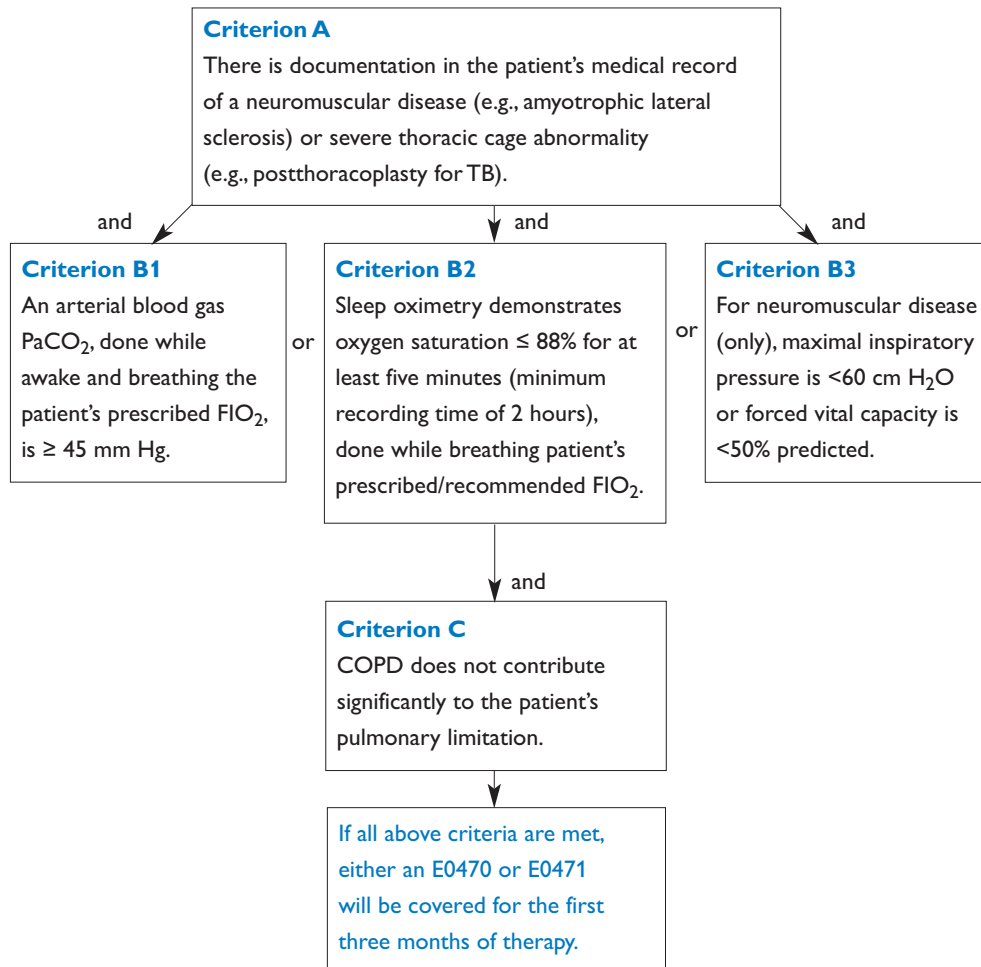 Criterion A
There is documentation in the patient's medical record
of a neuromuscular disease (e.g., amyotrophic lateral
sclerosis) or severe thoracic cage abnormality
(e.g., postthoracoplasty for TB).
and
and
and
Criterion B1
An arterial blood gas
PaCO2, done while
awake and breathing the
patient's prescribed FIO2,
is ≥ 45 mm Hg.
or
Criterion B2
Sleep oximetry demonstrates
oxygen saturation ≤ 88% for at
least five minutes (minimum
recording time of 2 hours),
done while breathing patient's
prescribed/recommended FIO2.
or
Criterion B3
For neuromuscular disease
(only), maximal inspiratory
pressure is <60 cm H2O
or forced vital capacity is
<50% predicted.
and
Criterion C
COPD does not contribute
significantly to the patient's
pulmonary limitation.
If all above criteria are met,
either an E0470 or E0471
will be covered for the first
three months of therapy.